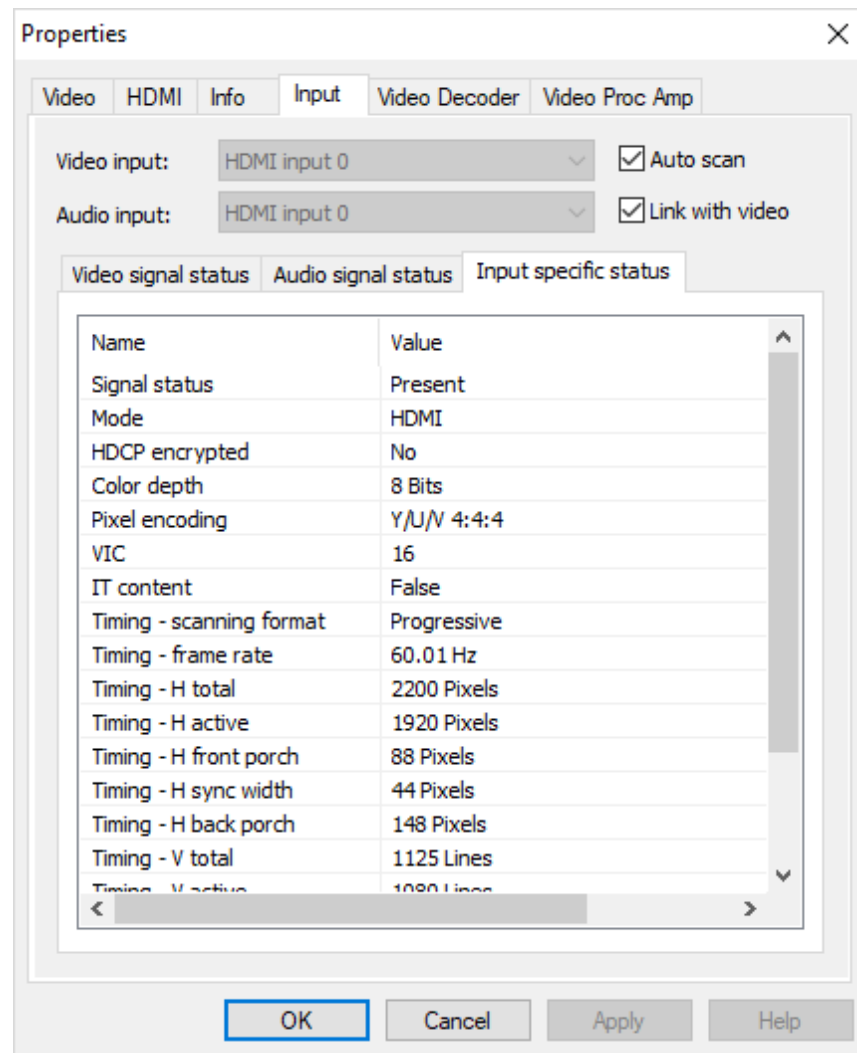 Properties
Video HDMI Info Input Video Decoder Video Proc Amp
Video input: HDMI input 0 Auto scan
Audio input: HDMI input 0 Link with video
Video signal status Audio signal status Input specific status
Name Value
Signal status Present
Mode HDMI
HDCP encrypted No
Color depth 8 Bits
Pixel encoding Y/U/V 4:4:4
VIC 16
IT content False
Timing - scanning format Progressive
Timing - frame rate 60.01 Hz
Timing - H total 2200 Pixels
Timing - H active 1920 Pixels
Timing - H front porch 88 Pixels
Timing - H sync width 44 Pixels
Timing - H back porch 148 Pixels
Timing - V total 1125 Lines
Timing - V active 1080 Lines
OK Cancel Apply Help